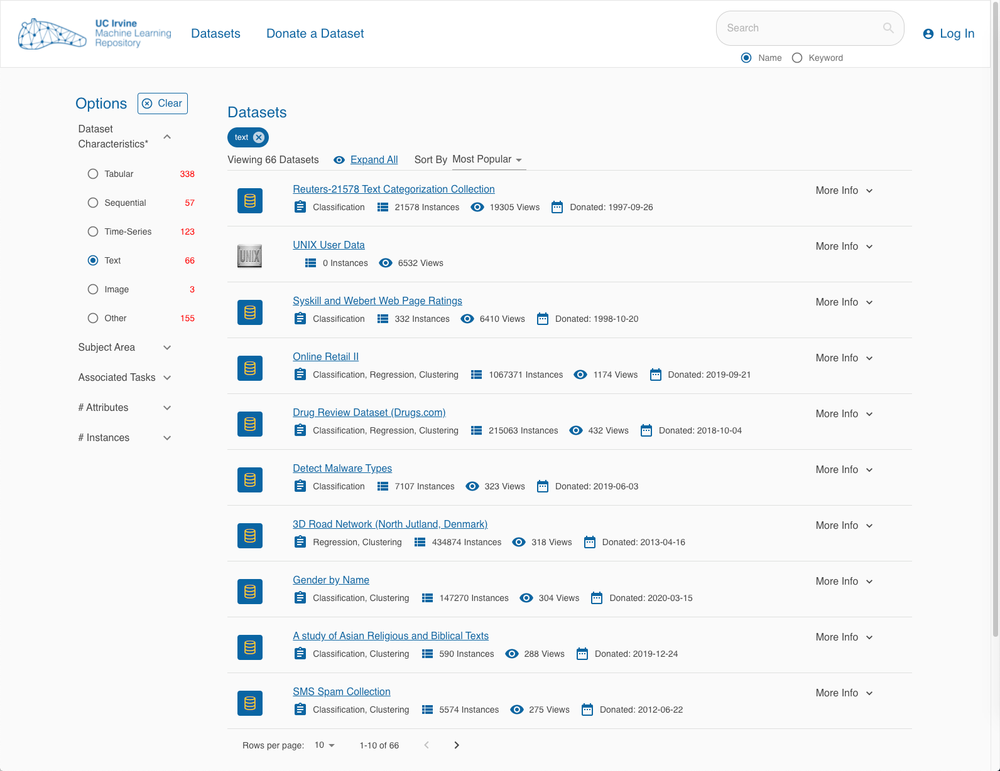 UC Irvine
Machine Learning
Repository
Datasets
Donate a Dataset
Search
Name
Keyword
Log In
Options
Clear
Dataset
Characteristics*
Tabular 338
Sequential 57
Time-Series 123
Text 66
Image 3
Other 155
Subject Area
Associated Tasks
# Attributes
# Instances
Datasets
text
Viewing 66 Datasets Expand All Sort By Most Popular
Reuters-21578 Text Categorization Collection More Info
Classification 21578 Instances 19305 Views Donated: 1997-09-26
UNIX
UNIX User Data More Info
0 Instances 6532 Views
Syskill and Webert Web Page Ratings More Info
Classification 332 Instances 6410 Views Donated: 1998-10-20
Online Retail II More Info
Classification, Regression, Clustering 1067371 Instances 1174 Views Donated: 2019-09-21
Drug Review Dataset (Drugs.com) More Info
Classification, Regression, Clustering 215063 Instances 432 Views Donated: 2018-10-04
Detect Malware Types More Info
Classification 7107 Instances 323 Views Donated: 2019-06-03
3D Road Network (North Jutland, Denmark) More Info
Regression, Clustering 434874 Instances 318 Views Donated: 2013-04-16
Gender by Name More Info
Classification, Clustering 147270 Instances 304 Views Donated: 2020-03-15
A study of Asian Religious and Biblical Texts More Info
Classification, Clustering 590 Instances 288 Views Donated: 2019-12-24
SMS Spam Collection More Info
Classification, Clustering 5574 Instances 275 Views Donated: 2012-06-22
Rows per page: 10 1-10 of 66